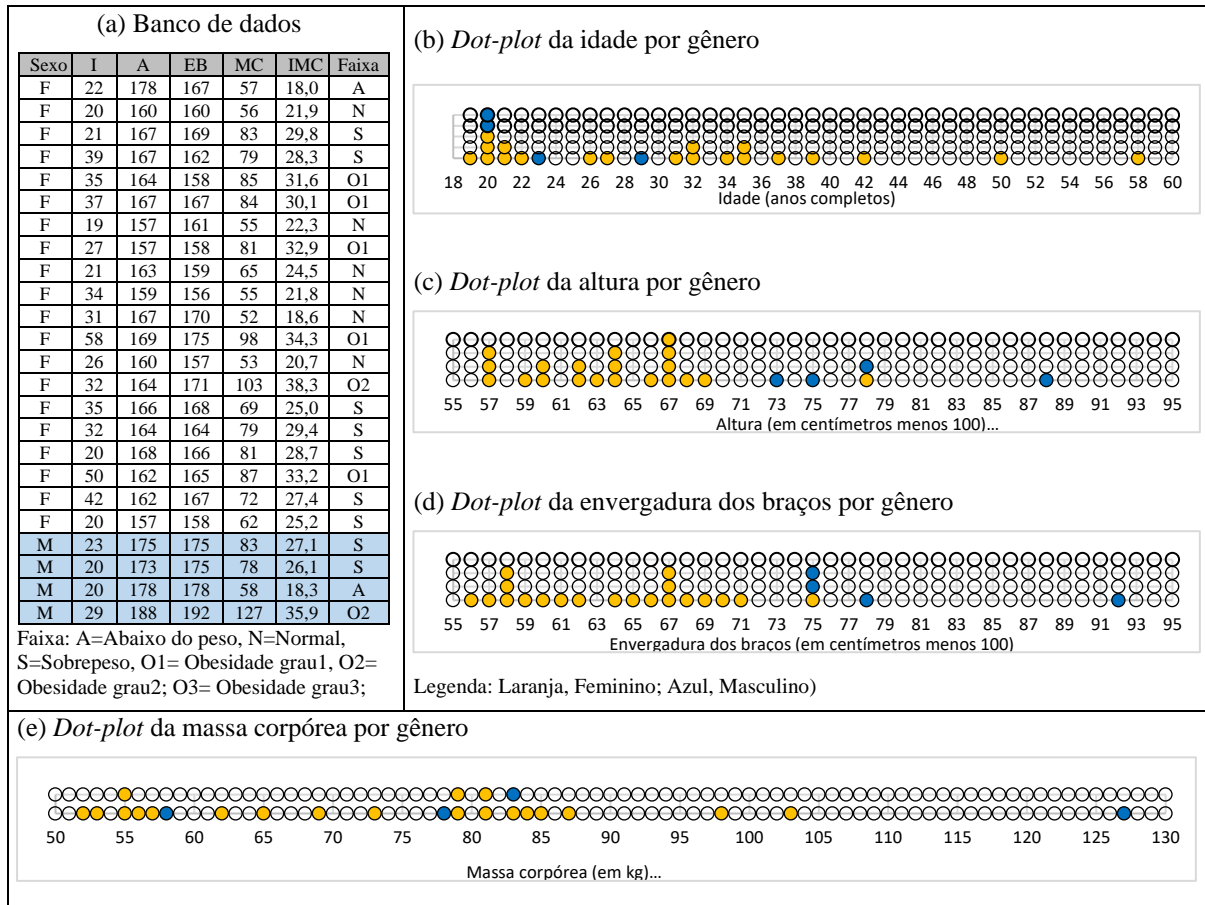 (a) Banco de dados
Sexo I A EB MC IMC Faixa
F 22 178 167 57 18,0 A
F 20 160 160 56 21,9 N
F 21 167 169 83 29,8 S
F 39 167 162 79 28,3 S
F 35 164 158 85 31,6 O1
F 37 167 167 84 30,1 O1
F 19 157 161 55 22,3 N
F 27 157 158 81 32,9 O1
F 21 163 159 65 24,5 N
F 34 159 156 55 21,8 N
F 31 167 170 52 18,6 N
F 58 169 175 98 34,3 O1
F 26 160 157 53 20,7 N
F 32 164 171 103 38,3 O2
F 35 166 168 69 25,0 S
F 32 164 164 79 29,4 S
F 20 168 166 81 28,7 S
F 50 162 165 87 33,2 O1
F 42 162 167 72 27,4 S
F 20 157 158 62 25,2 S
M 23 175 175 83 27,1 S
M 20 173 175 78 26,1 S
M 20 178 178 58 18,3 A
M 29 188 192 127 35,9 O2
Faixa: A=Abaixo do peso, N=Normal,
S=Sobrepeso, O1= Obesidade grau1, O2=
Obesidade grau2; O3= Obesidade grau3;
(b) Dot-plot da idade por gênero
18 20 22 24 26 28 30 32 34 36 38 40 42 44 46 48 50 52 54 56 58 60
Idade (anos completos)
(c) Dot-plot da altura por gênero
55 57 59 61 63 65 67 69 71 73 75 77 79 81 83 85 87 89 91 93 95
Altura (em centímetros menos 100)...
(d) Dot-plot da envergadura dos braços por gênero
55 57 59 61 63 65 67 69 71 73 75 77 79 81 83 85 87 89 91 93 95
Envergadura dos braços (em centímetros menos 100)
Legenda: Laranja, Feminino; Azul, Masculino)
(e) Dot-plot da massa corpórea por gênero
50 55 60 65 70 75 80 85 90 95 100 105 110 115 120 125 130
Massa corpórea (em kg)...